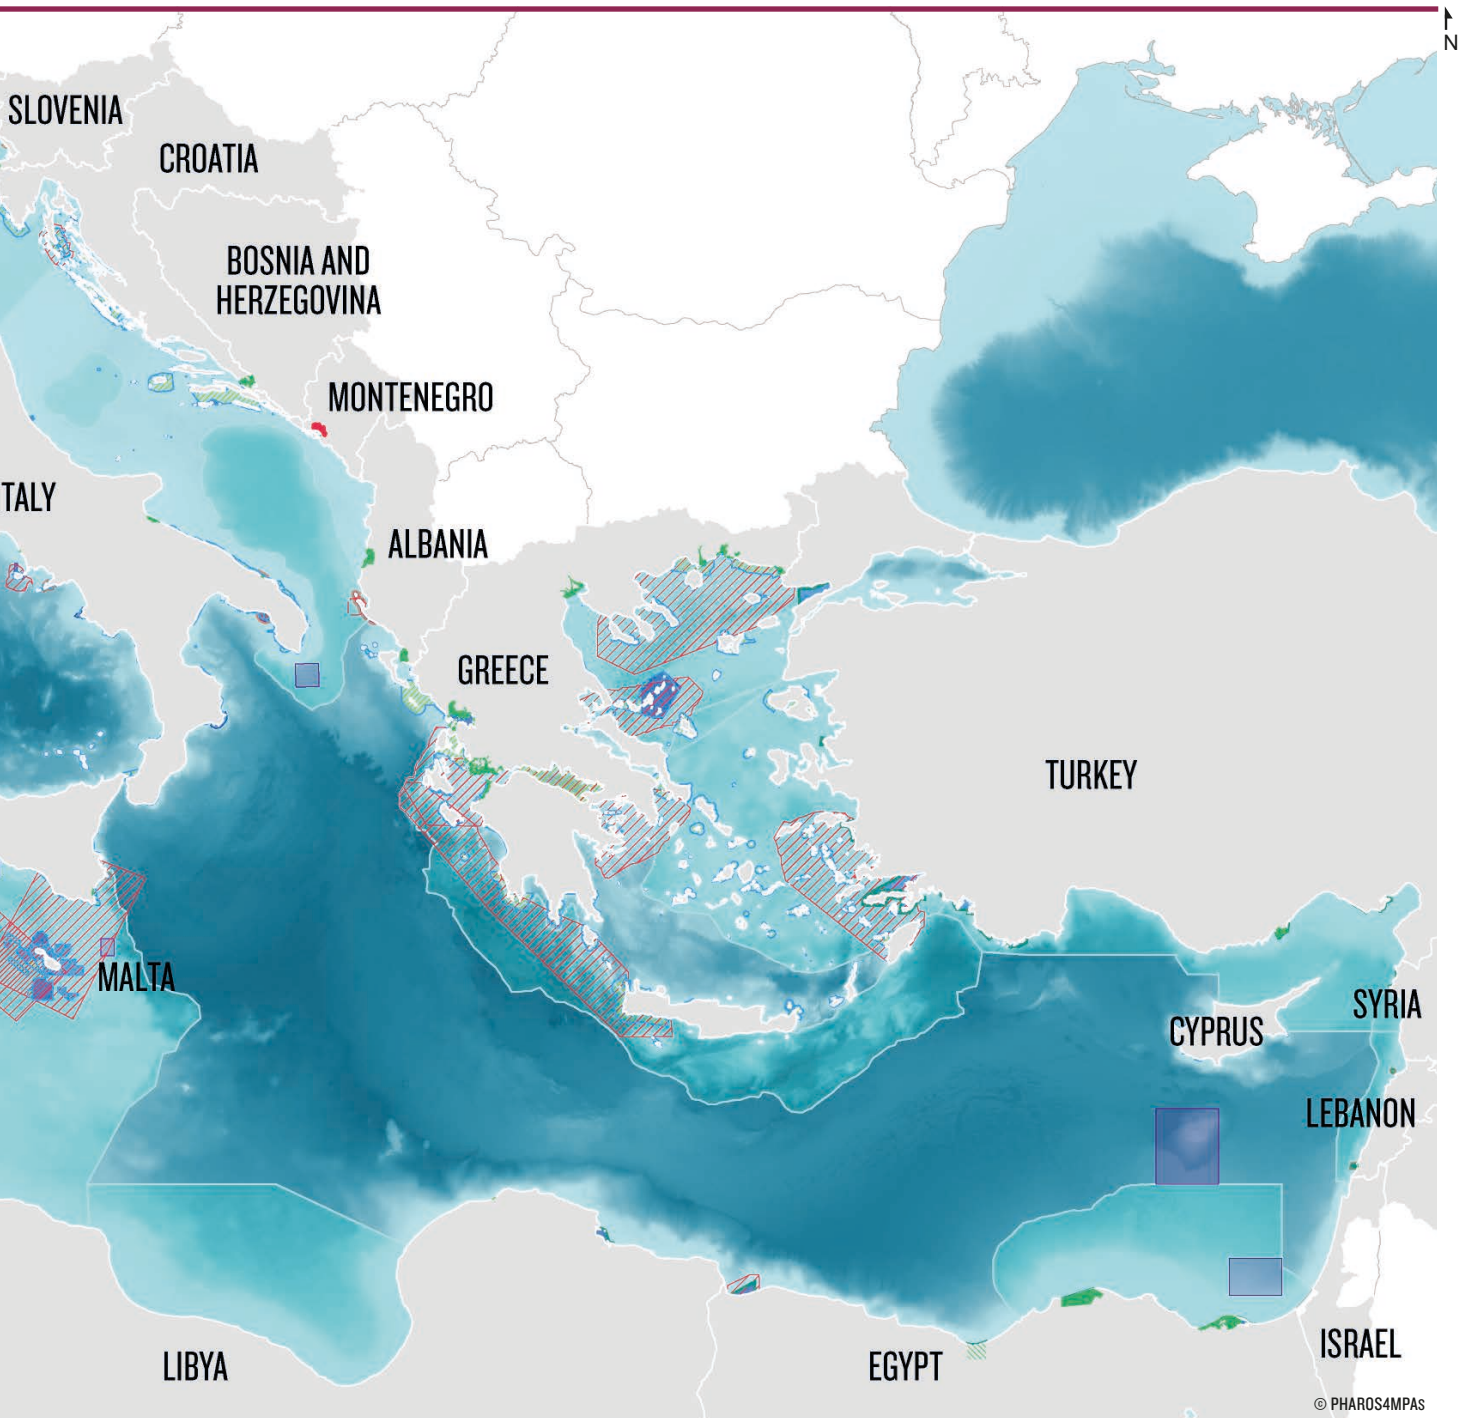 N
SLOVENIA
CROATIA
BOSNIA AND
HERZEGOVINA
MONTENEGRO
TALY
ALBANIA
GREECE
TURKEY
MALTA
SYRIA
CYPRUS
LEBANON
ISRAEL
LIBYA
EGYPT
© PHAROS4MPAs